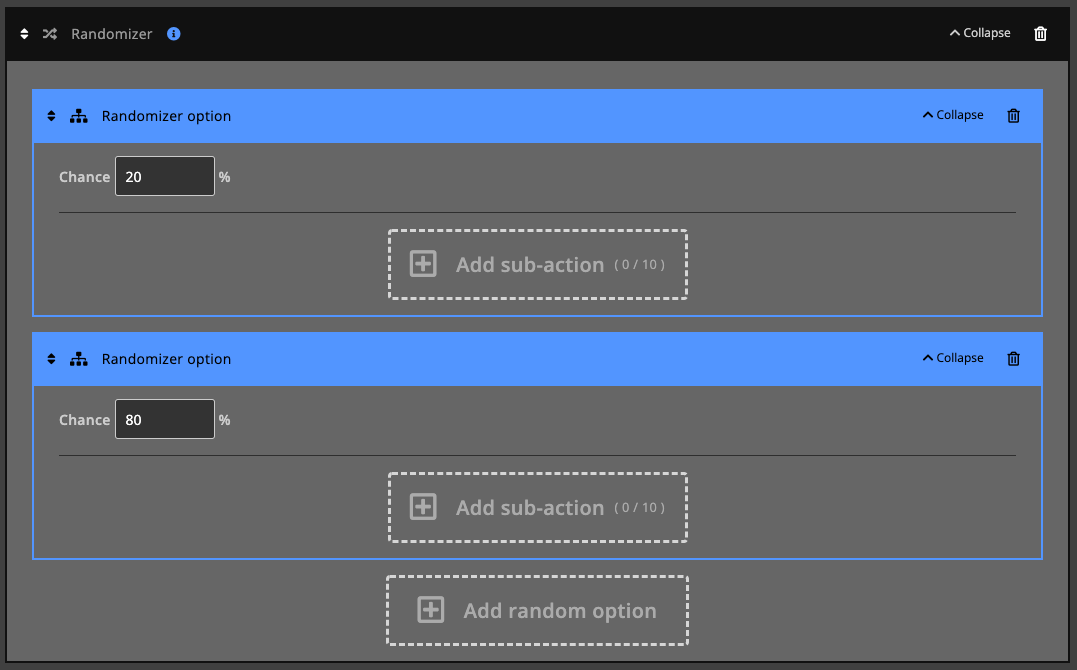 Randomizer Collapse
Randomizer option Collapse
Chance 20 %
Add sub-action ( 0 / 10 )
Randomizer option Collapse
Chance 80 %
Add sub-action ( 0 / 10 )
Add random option